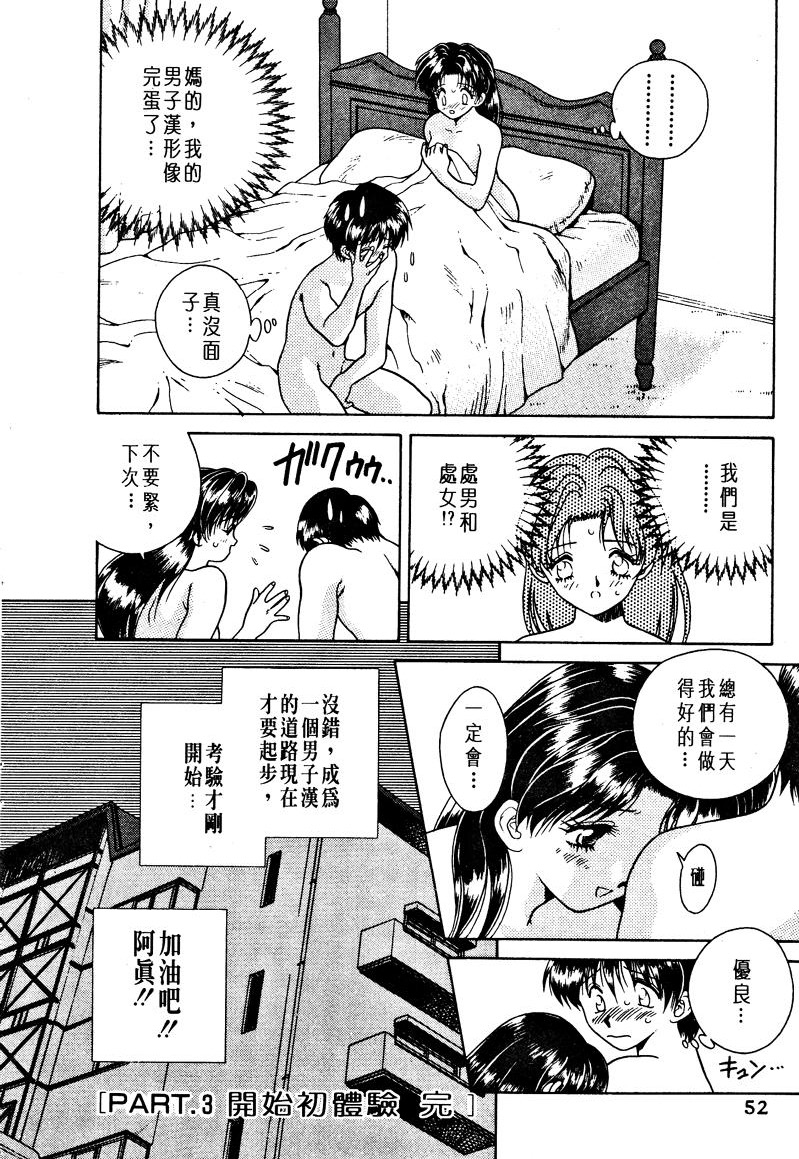 …………
…………
媽的，我的
男子漢形像
完蛋了…
真沒面
子…
我們是
………
處男和
處女!?
ガクゥゥ..
不要緊，
下次…
總有一天
我們會做
得好的…
一定會…
碰
優良…
キュン…
沒錯，成爲
一個男子漢
的道路現在
才要起步，
考驗才剛
開始…
加油吧!!
阿眞!!
[PART.3 開始初體驗 完]
52